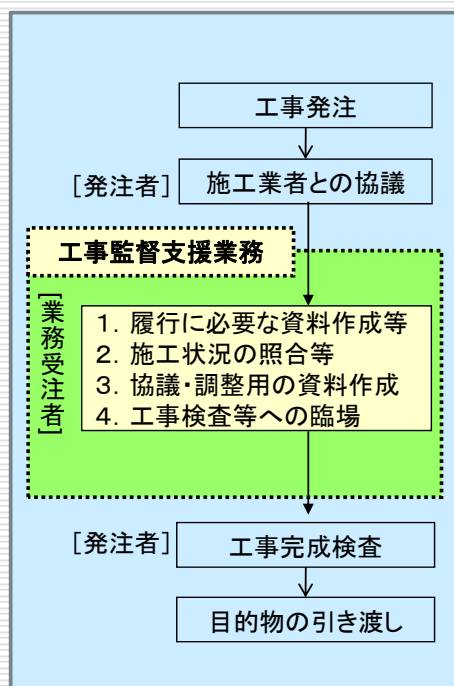 工事発注
[発注者] 施工業者との協議
工事監督支援業務
[業務受注者]
1．履行に必要な資料作成等
2．施工状況の照合等
3．協議・調整用の資料作成
4．工事検査等への臨場
[発注者] 工事完成検査
目的物の引き渡し